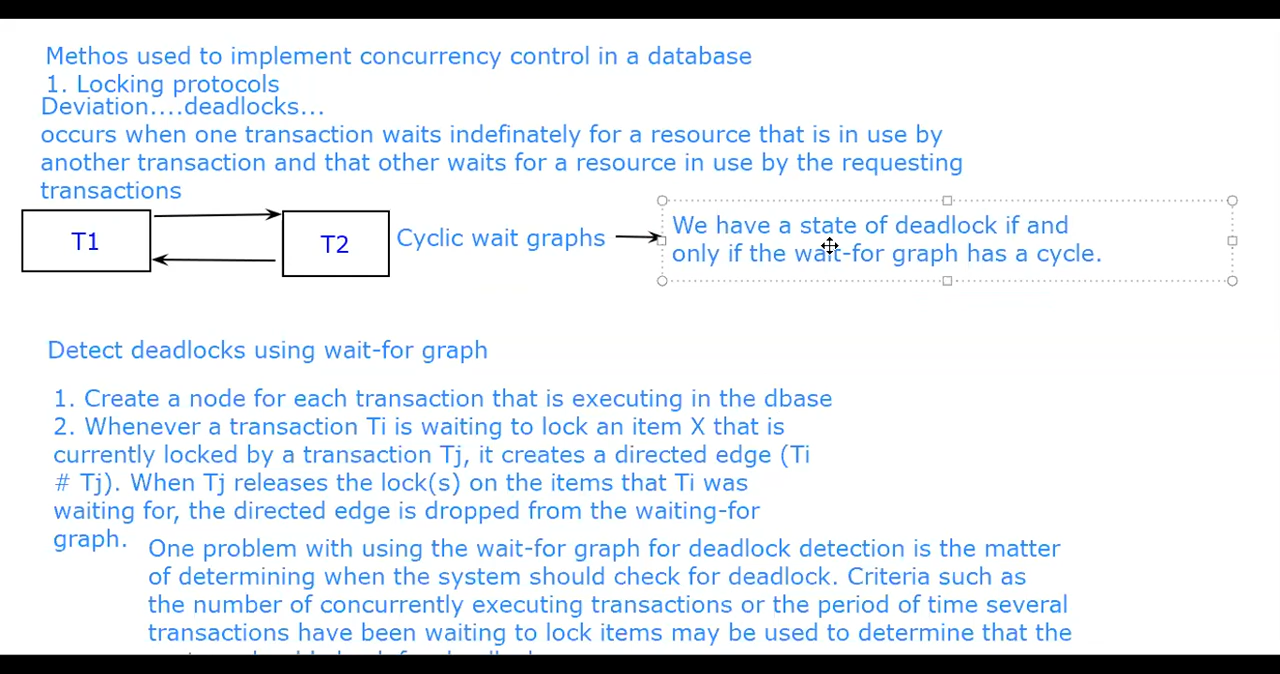 Methos used to implement concurrency control in a database
1. Locking protocols
Deviation....deadlocks...
occurs when one transaction waits indefinately for a resource that is in use by
another transaction and that other waits for a resource in use by the requesting
transactions
T1
T2
Cyclic wait graphs
We have a state of deadlock if and
only if the wait-for graph has a cycle.
Detect deadlocks using wait-for graph
1. Create a node for each transaction that is executing in the dbase
2. Whenever a transaction Ti is waiting to lock an item X that is
currently locked by a transaction Tj, it creates a directed edge (Ti
# Tj). When Tj releases the lock(s) on the items that Ti was
waiting for, the directed edge is dropped from the waiting-for
graph.
One problem with using the wait-for graph for deadlock detection is the matter
of determining when the system should check for deadlock. Criteria such as
the number of concurrently executing transactions or the period of time several
transactions have been waiting to lock items may be used to determine that the